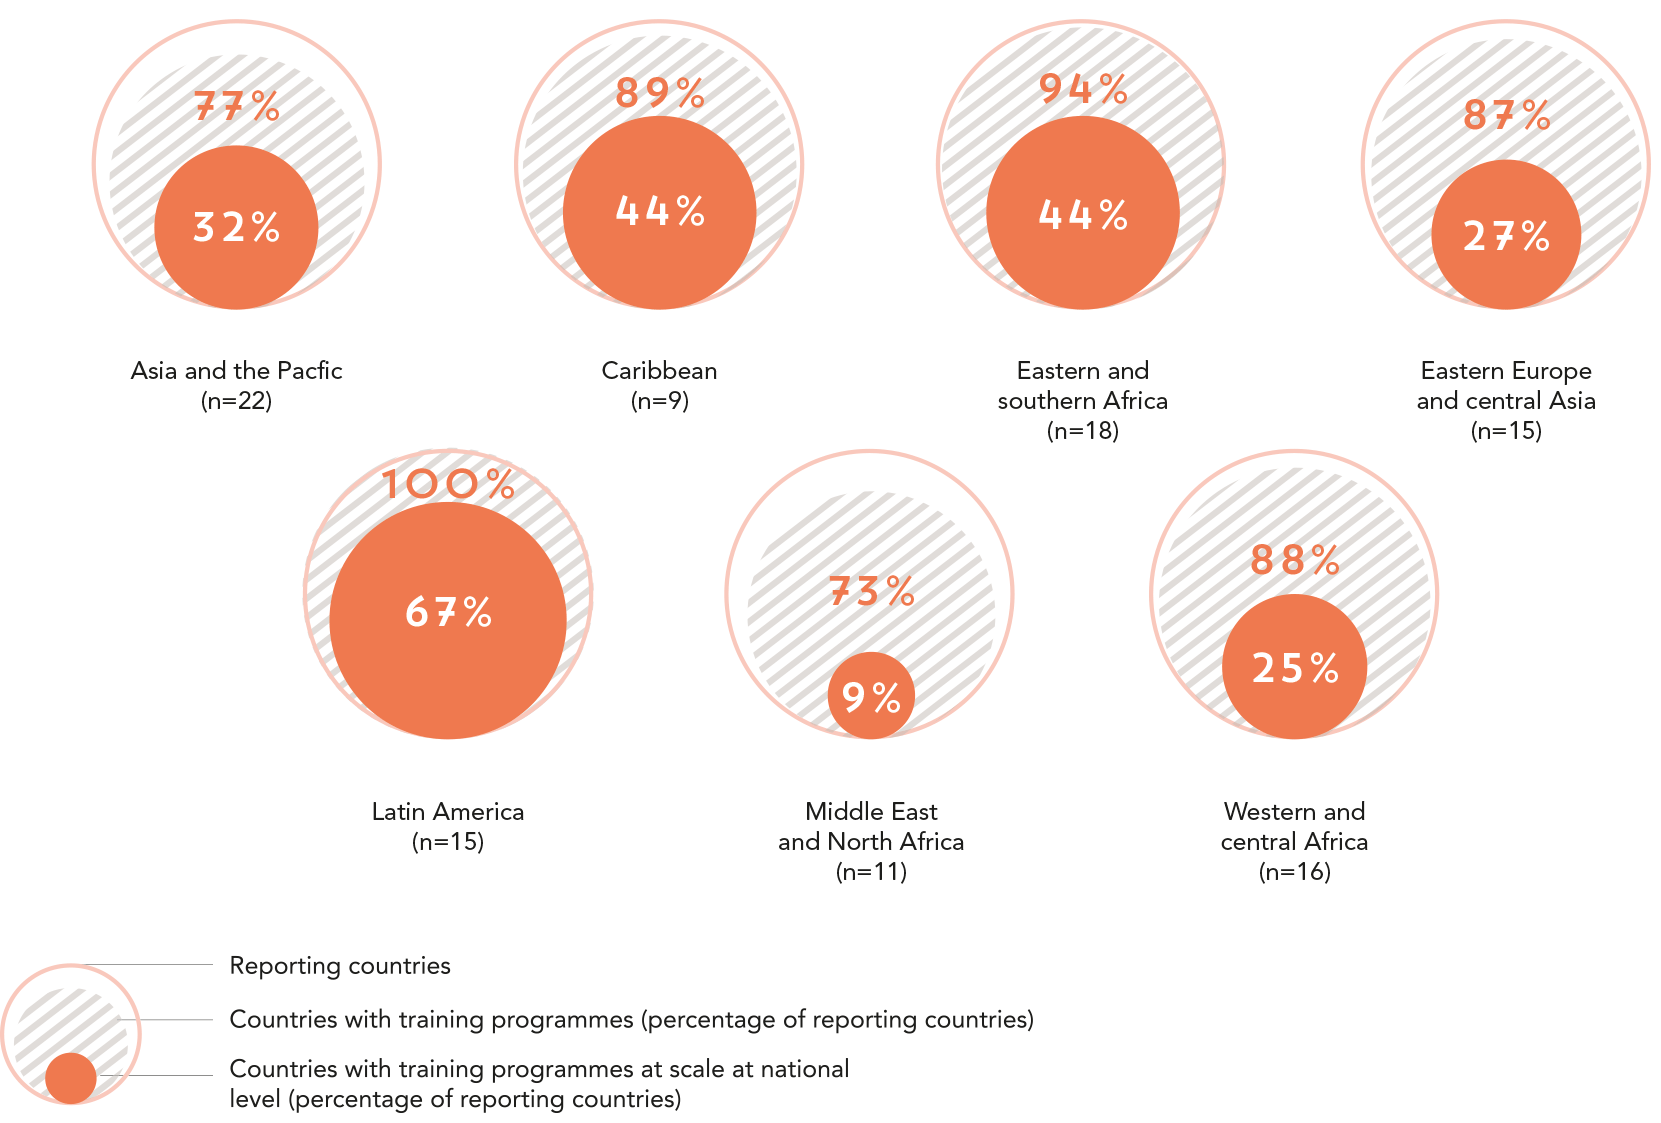 77%
32%
Asia and the Pacfic
(n=22)
89%
44%
Caribbean
(n=9)
94%
44%
Eastern and
southern Africa
(n=18)
87%
27%
Eastern Europe
and central Asia
(n=15)
100%
67%
Latin America
(n=15)
73%
9%
Middle East
and North Africa
(n=11)
88%
25%
Western and
central Africa
(n=16)
Reporting countries
Countries with training programmes (percentage of reporting countries)
Countries with training programmes at scale at national
level (percentage of reporting countries)